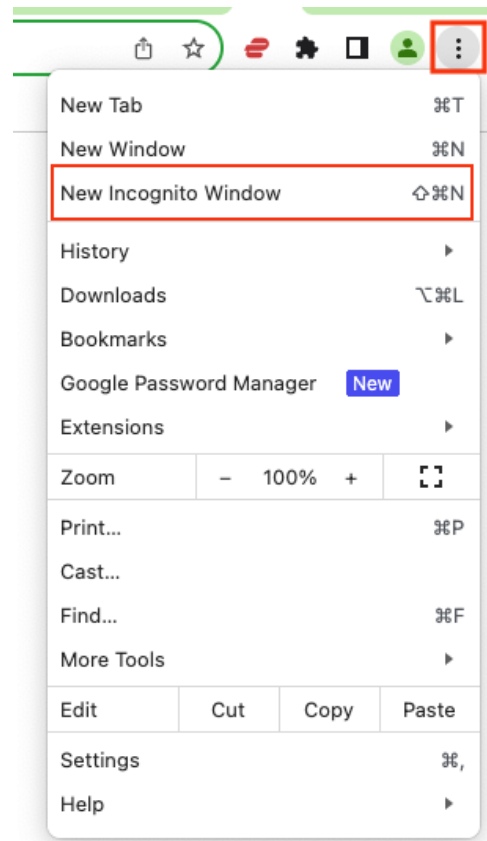 New Tab ⌘T
New Window ⌘N
New Incognito Window ⇧⌘N
History
Downloads ⌥⌘L
Bookmarks
Google Password Manager New
Extensions
Zoom − 100% +
Print... ⌘P
Cast...
Find... ⌘F
More Tools
Edit Cut Copy Paste
Settings ⌘,
Help